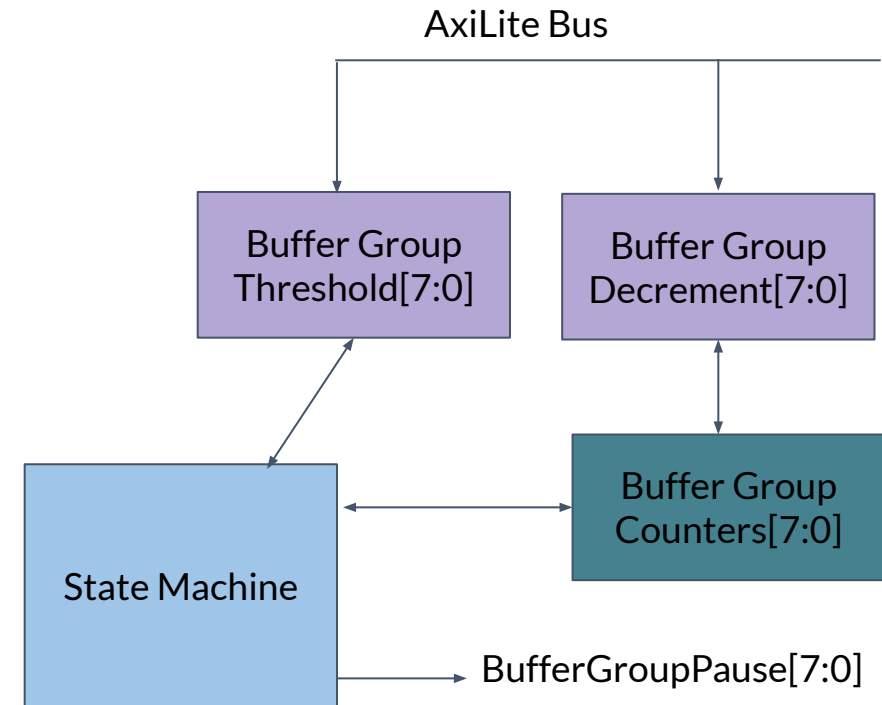 AxiLite Bus
Buffer Group
Threshold[7:0]
Buffer Group
Decrement[7:0]
Buffer Group
Counters[7:0]
State Machine
BufferGroupPause[7:0]